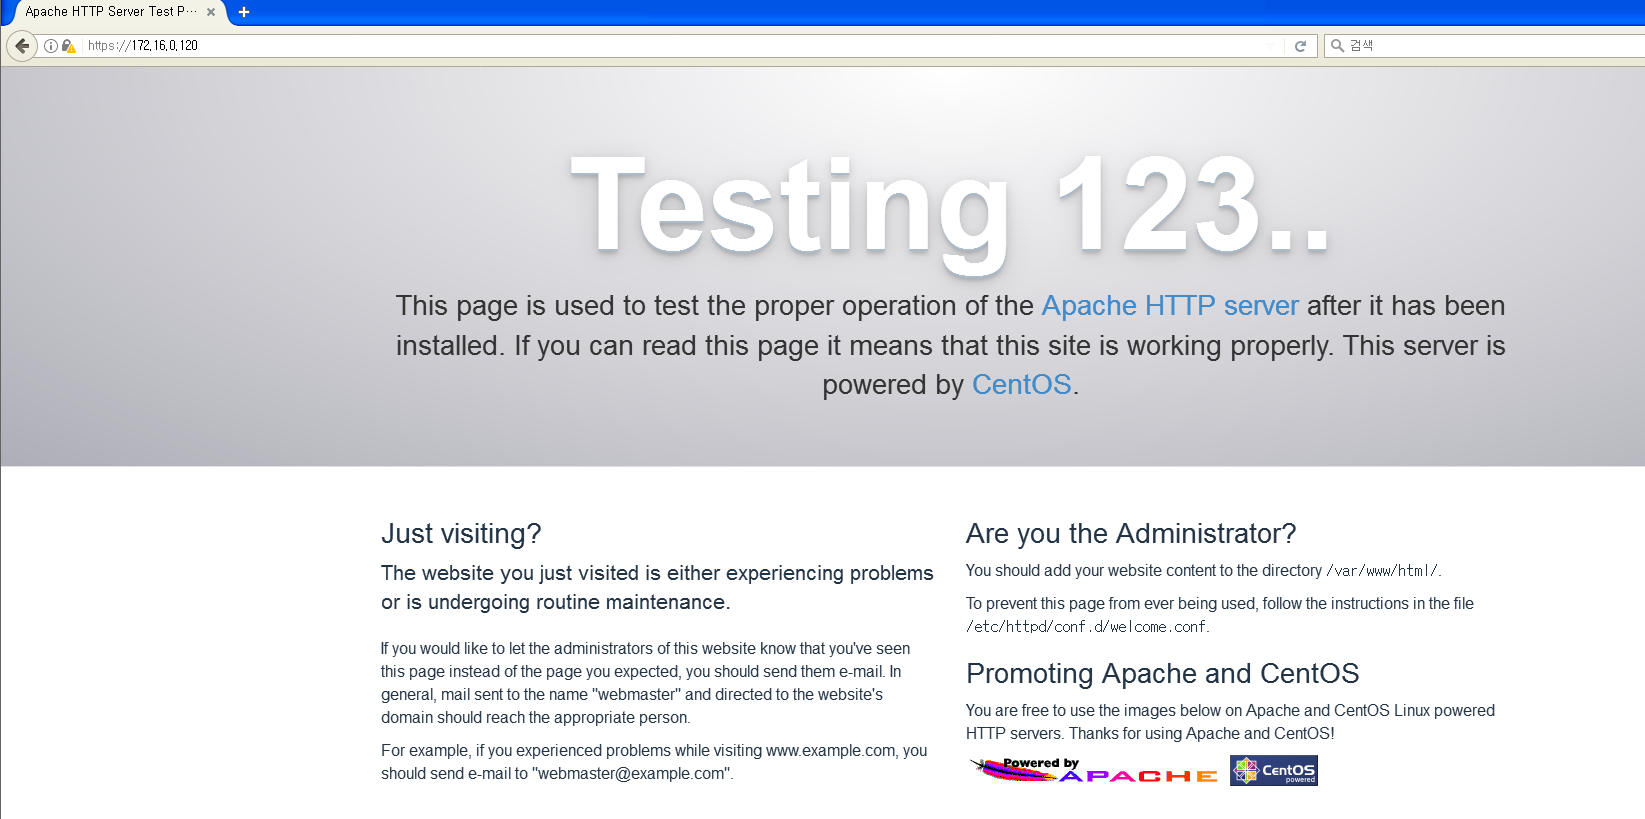 Apache HTTP Server Test P…
https://172.16.0.120
검색
Testing 123..
This page is used to test the proper operation of the Apache HTTP server after it has been
installed. If you can read this page it means that this site is working properly. This server is
powered by CentOS.
Just visiting?
The website you just visited is either experiencing problems
or is undergoing routine maintenance.
If you would like to let the administrators of this website know that you've seen
this page instead of the page you expected, you should send them e-mail. In
general, mail sent to the name "webmaster" and directed to the website's
domain should reach the appropriate person.
For example, if you experienced problems while visiting www.example.com, you
should send e-mail to "webmaster@example.com".
Are you the Administrator?
You should add your website content to the directory /var/www/html/.
To prevent this page from ever being used, follow the instructions in the file
/etc/httpd/conf.d/welcome.conf.
Promoting Apache and CentOS
You are free to use the images below on Apache and CentOS Linux powered
HTTP servers. Thanks for using Apache and CentOS!
Powered by
APACHE
CentOS
powered